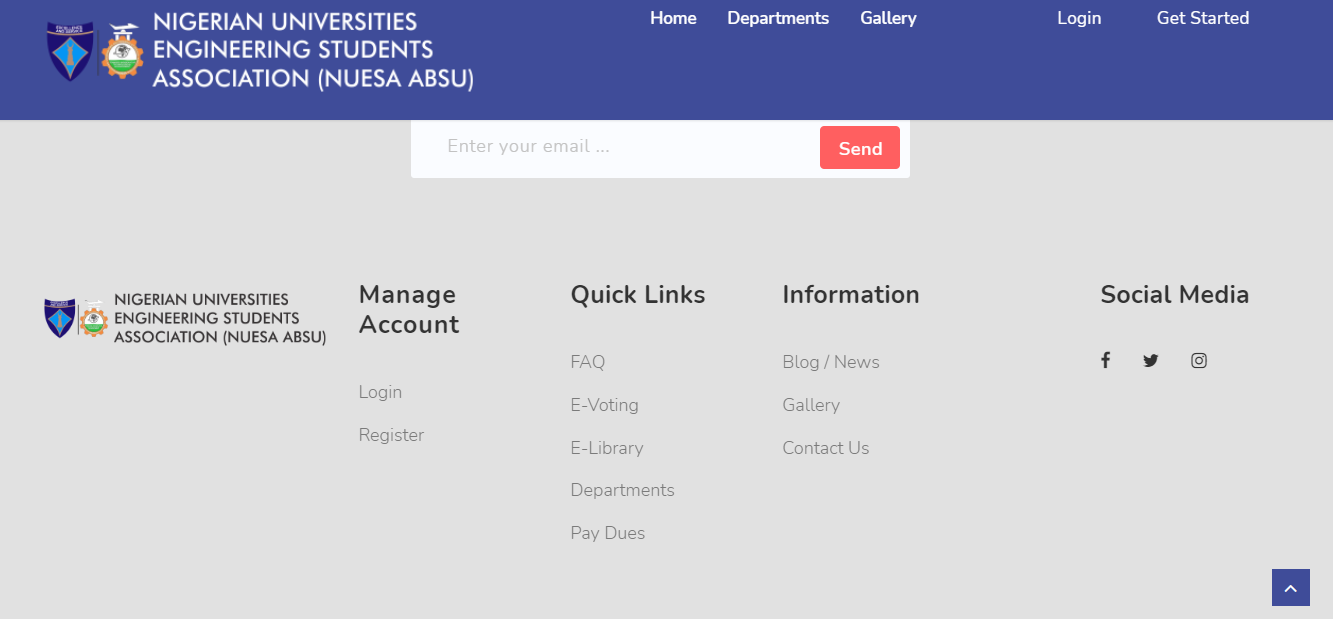 NIGERIAN UNIVERSITIES
ENGINEERING STUDENTS
ASSOCIATION (NUESA ABSU)
Home Departments Gallery Login Get Started
Enter your email ...
Send
NIGERIAN UNIVERSITIES
ENGINEERING STUDENTS
ASSOCIATION (NUESA ABSU)
Manage
Account
Login
Register
Quick Links
FAQ
E-Voting
E-Library
Departments
Pay Dues
Information
Blog / News
Gallery
Contact Us
Social Media